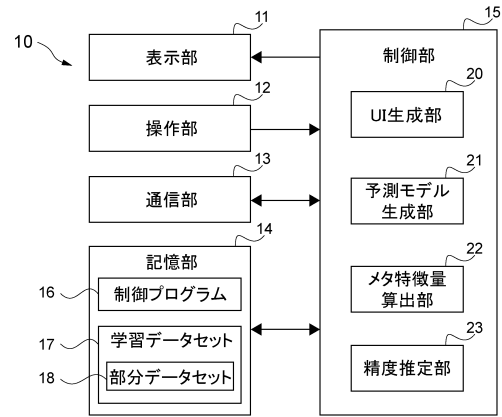 10
11
表示部
12
操作部
13
通信部
14
記憶部
16
制御プログラム
17
学習データセット
18
部分データセット
15
制御部
20
UI生成部
21
予測モデル
生成部
22
メタ特徴量
算出部
23
精度推定部